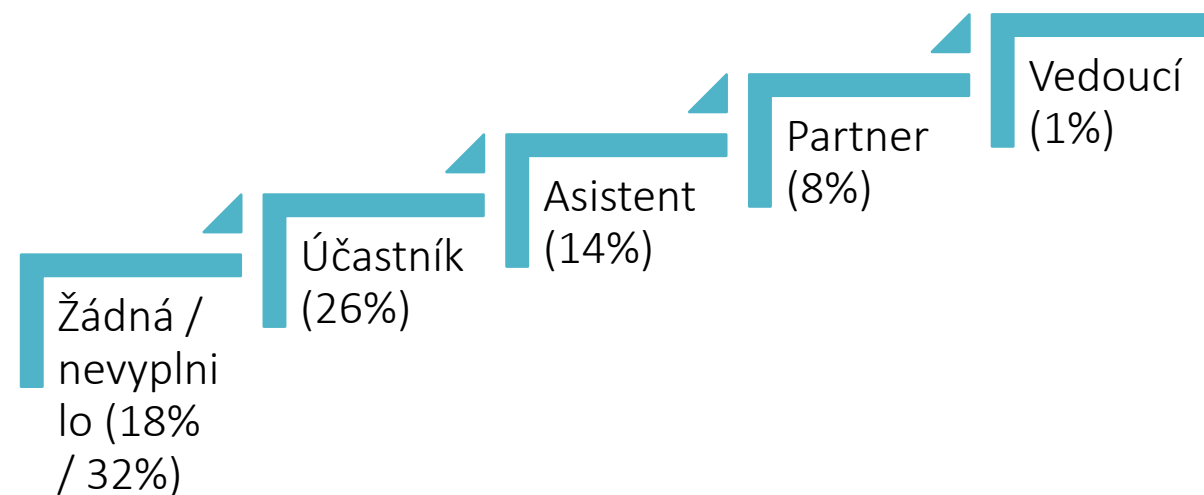 Žádná /
nevyplni
lo (18%
/ 32%)
Účastník
(26%)
Asistent
(14%)
Partner
(8%)
Vedoucí
(1%)